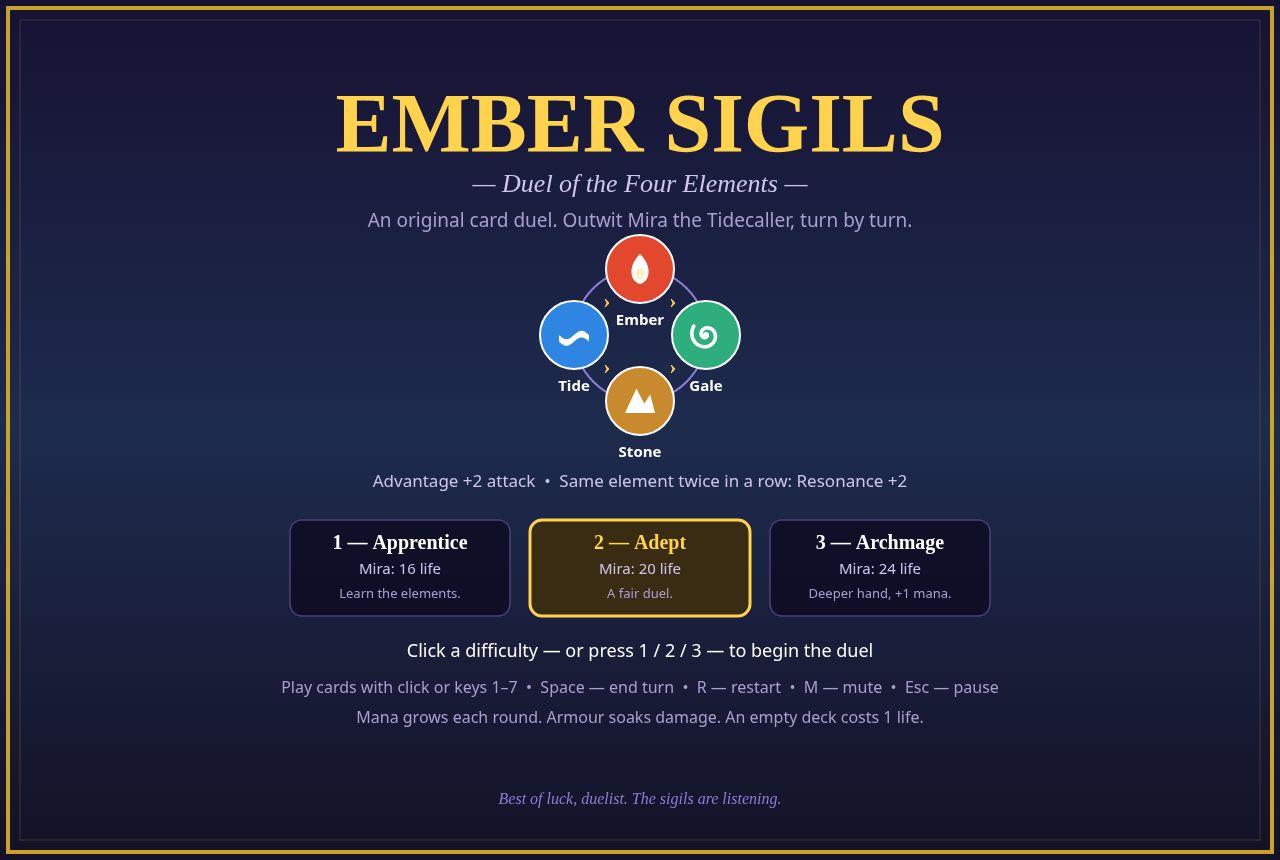 EMBER SIGILS
— Duel of the Four Elements —
An original card duel. Outwit Mira the Tidecaller, turn by turn.
› ›
Ember
› ›
Tide
Gale
Stone
Advantage +2 attack • Same element twice in a row: Resonance +2
1 — Apprentice
Mira: 16 life
Learn the elements.
2 — Adept
Mira: 20 life
A fair duel.
3 — Archmage
Mira: 24 life
Deeper hand, +1 mana.
Click a difficulty — or press 1 / 2 / 3 — to begin the duel
Play cards with click or keys 1–7 • Space — end turn • R — restart • M — mute • Esc — pause
Mana grows each round. Armour soaks damage. An empty deck costs 1 life.
Best of luck, duelist. The sigils are listening.